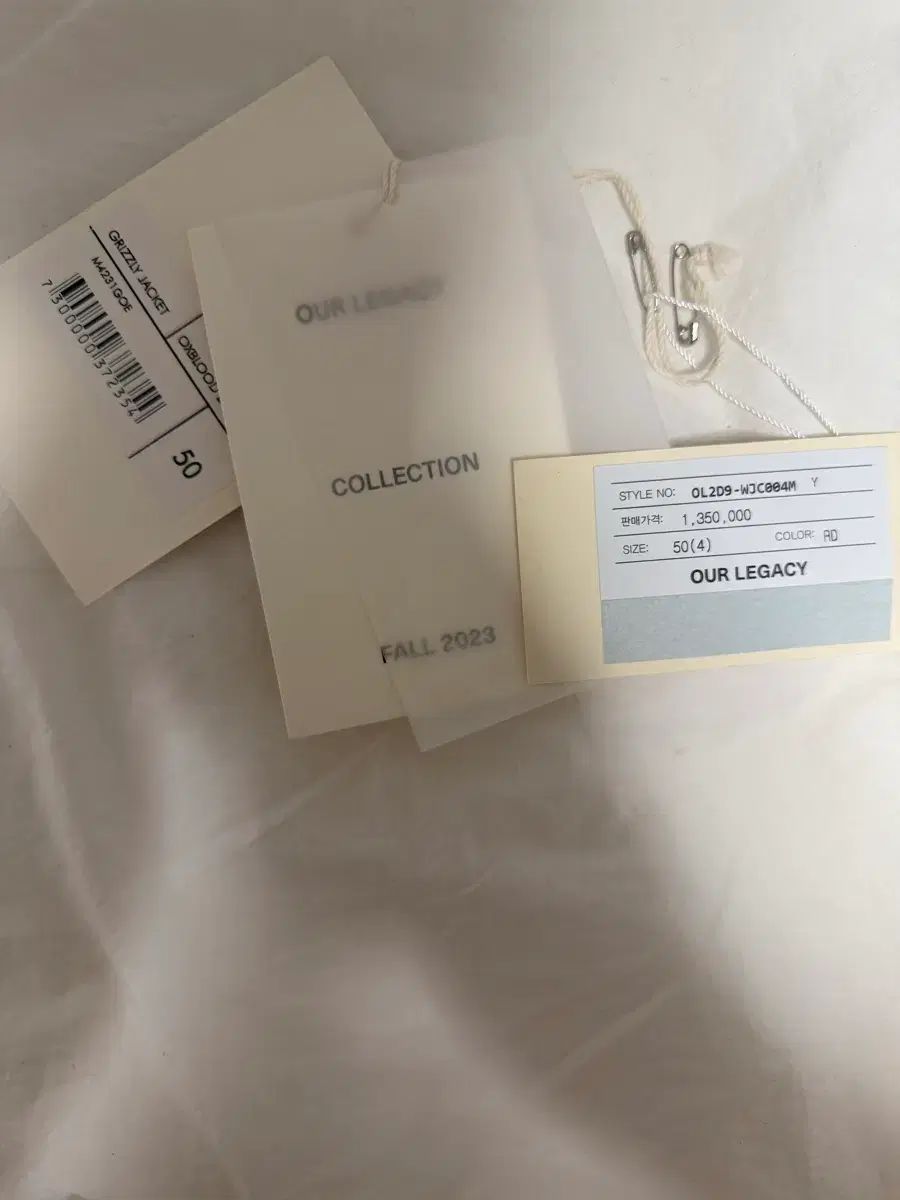 GRIZZLY JACKET
M4231GOE
OXBLOOD
7300000372354
50
OUR LEGACY
COLLECTION
FALL 2023
STYLE NO: OL2D9-WJC004M Y
판매가격: 1,350,000
SIZE: 50(4) COLOR: RD
OUR LEGACY